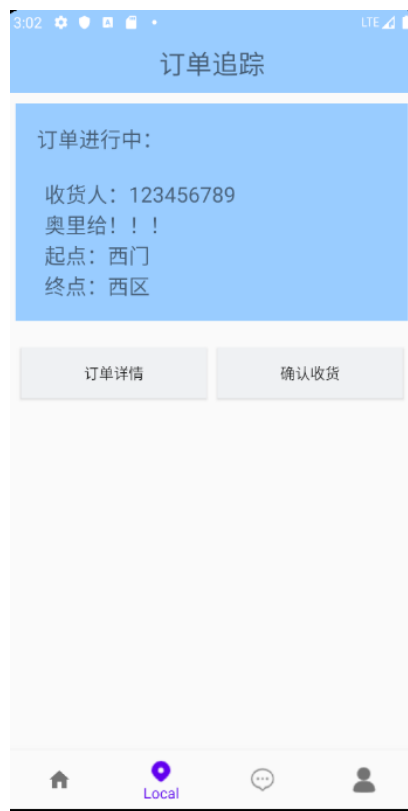 3:02
LTE
订单追踪
订单进行中：
收货人：123456789
奥里给！！！
起点：西门
终点：西区
订单详情
确认收货
Local